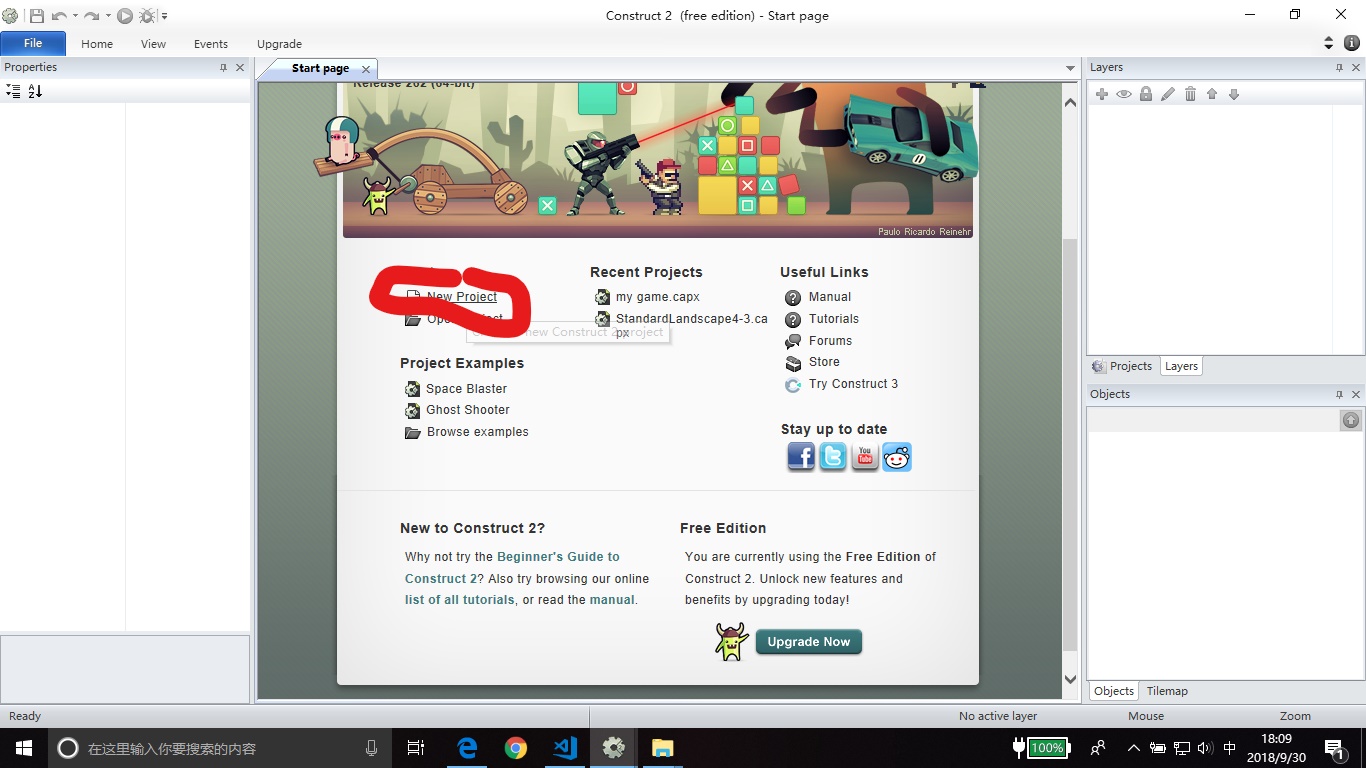 Construct 2 (free edition) - Start page
File Home View Events Upgrade
Properties
Start page
Layers
Release 262 (64-bit)
Paulo Ricardo Reinehr
New Project
Recent Projects
my game.capx
StandardLandscape4-3.ca
px
new Construct 2 project
Project Examples
Space Blaster
Ghost Shooter
Browse examples
Useful Links
Manual
Tutorials
Forums
Store
Try Construct 3
Stay up to date
You
Tube
New to Construct 2?
Why not try the Beginner's Guide to
Construct 2? Also try browsing our online
list of all tutorials, or read the manual.
Free Edition
You are currently using the Free Edition of
Construct 2. Unlock new features and
benefits by upgrading today!
Upgrade Now
Projects Layers
Objects
Objects Tilemap
Ready
No active layer Mouse Zoom
在这里输入你要搜索的内容
100%
中
18:09
2018/9/30
1